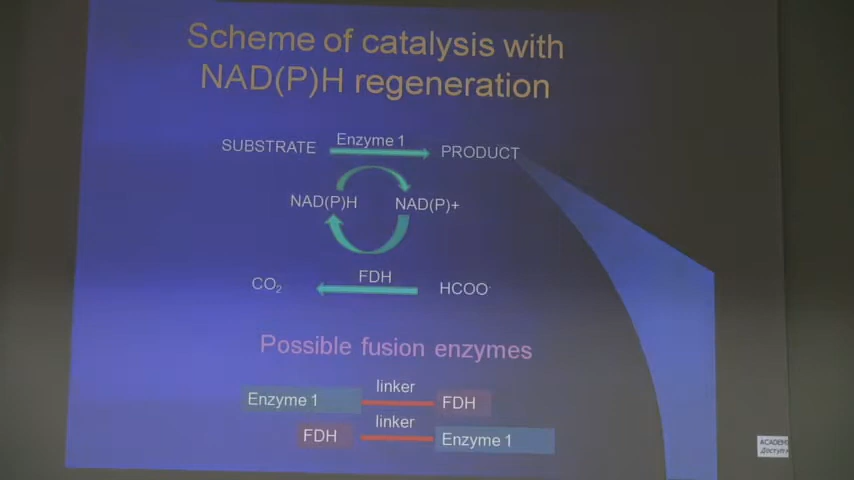 Scheme of catalysis with
NAD(P)H regeneration
Enzyme 1
SUBSTRATE PRODUCT
NAD(P)H NAD(P)+
FDH
CO₂ HCOO-
Possible fusion enzymes
linker
Enzyme 1 FDH
linker
FDH Enzyme 1